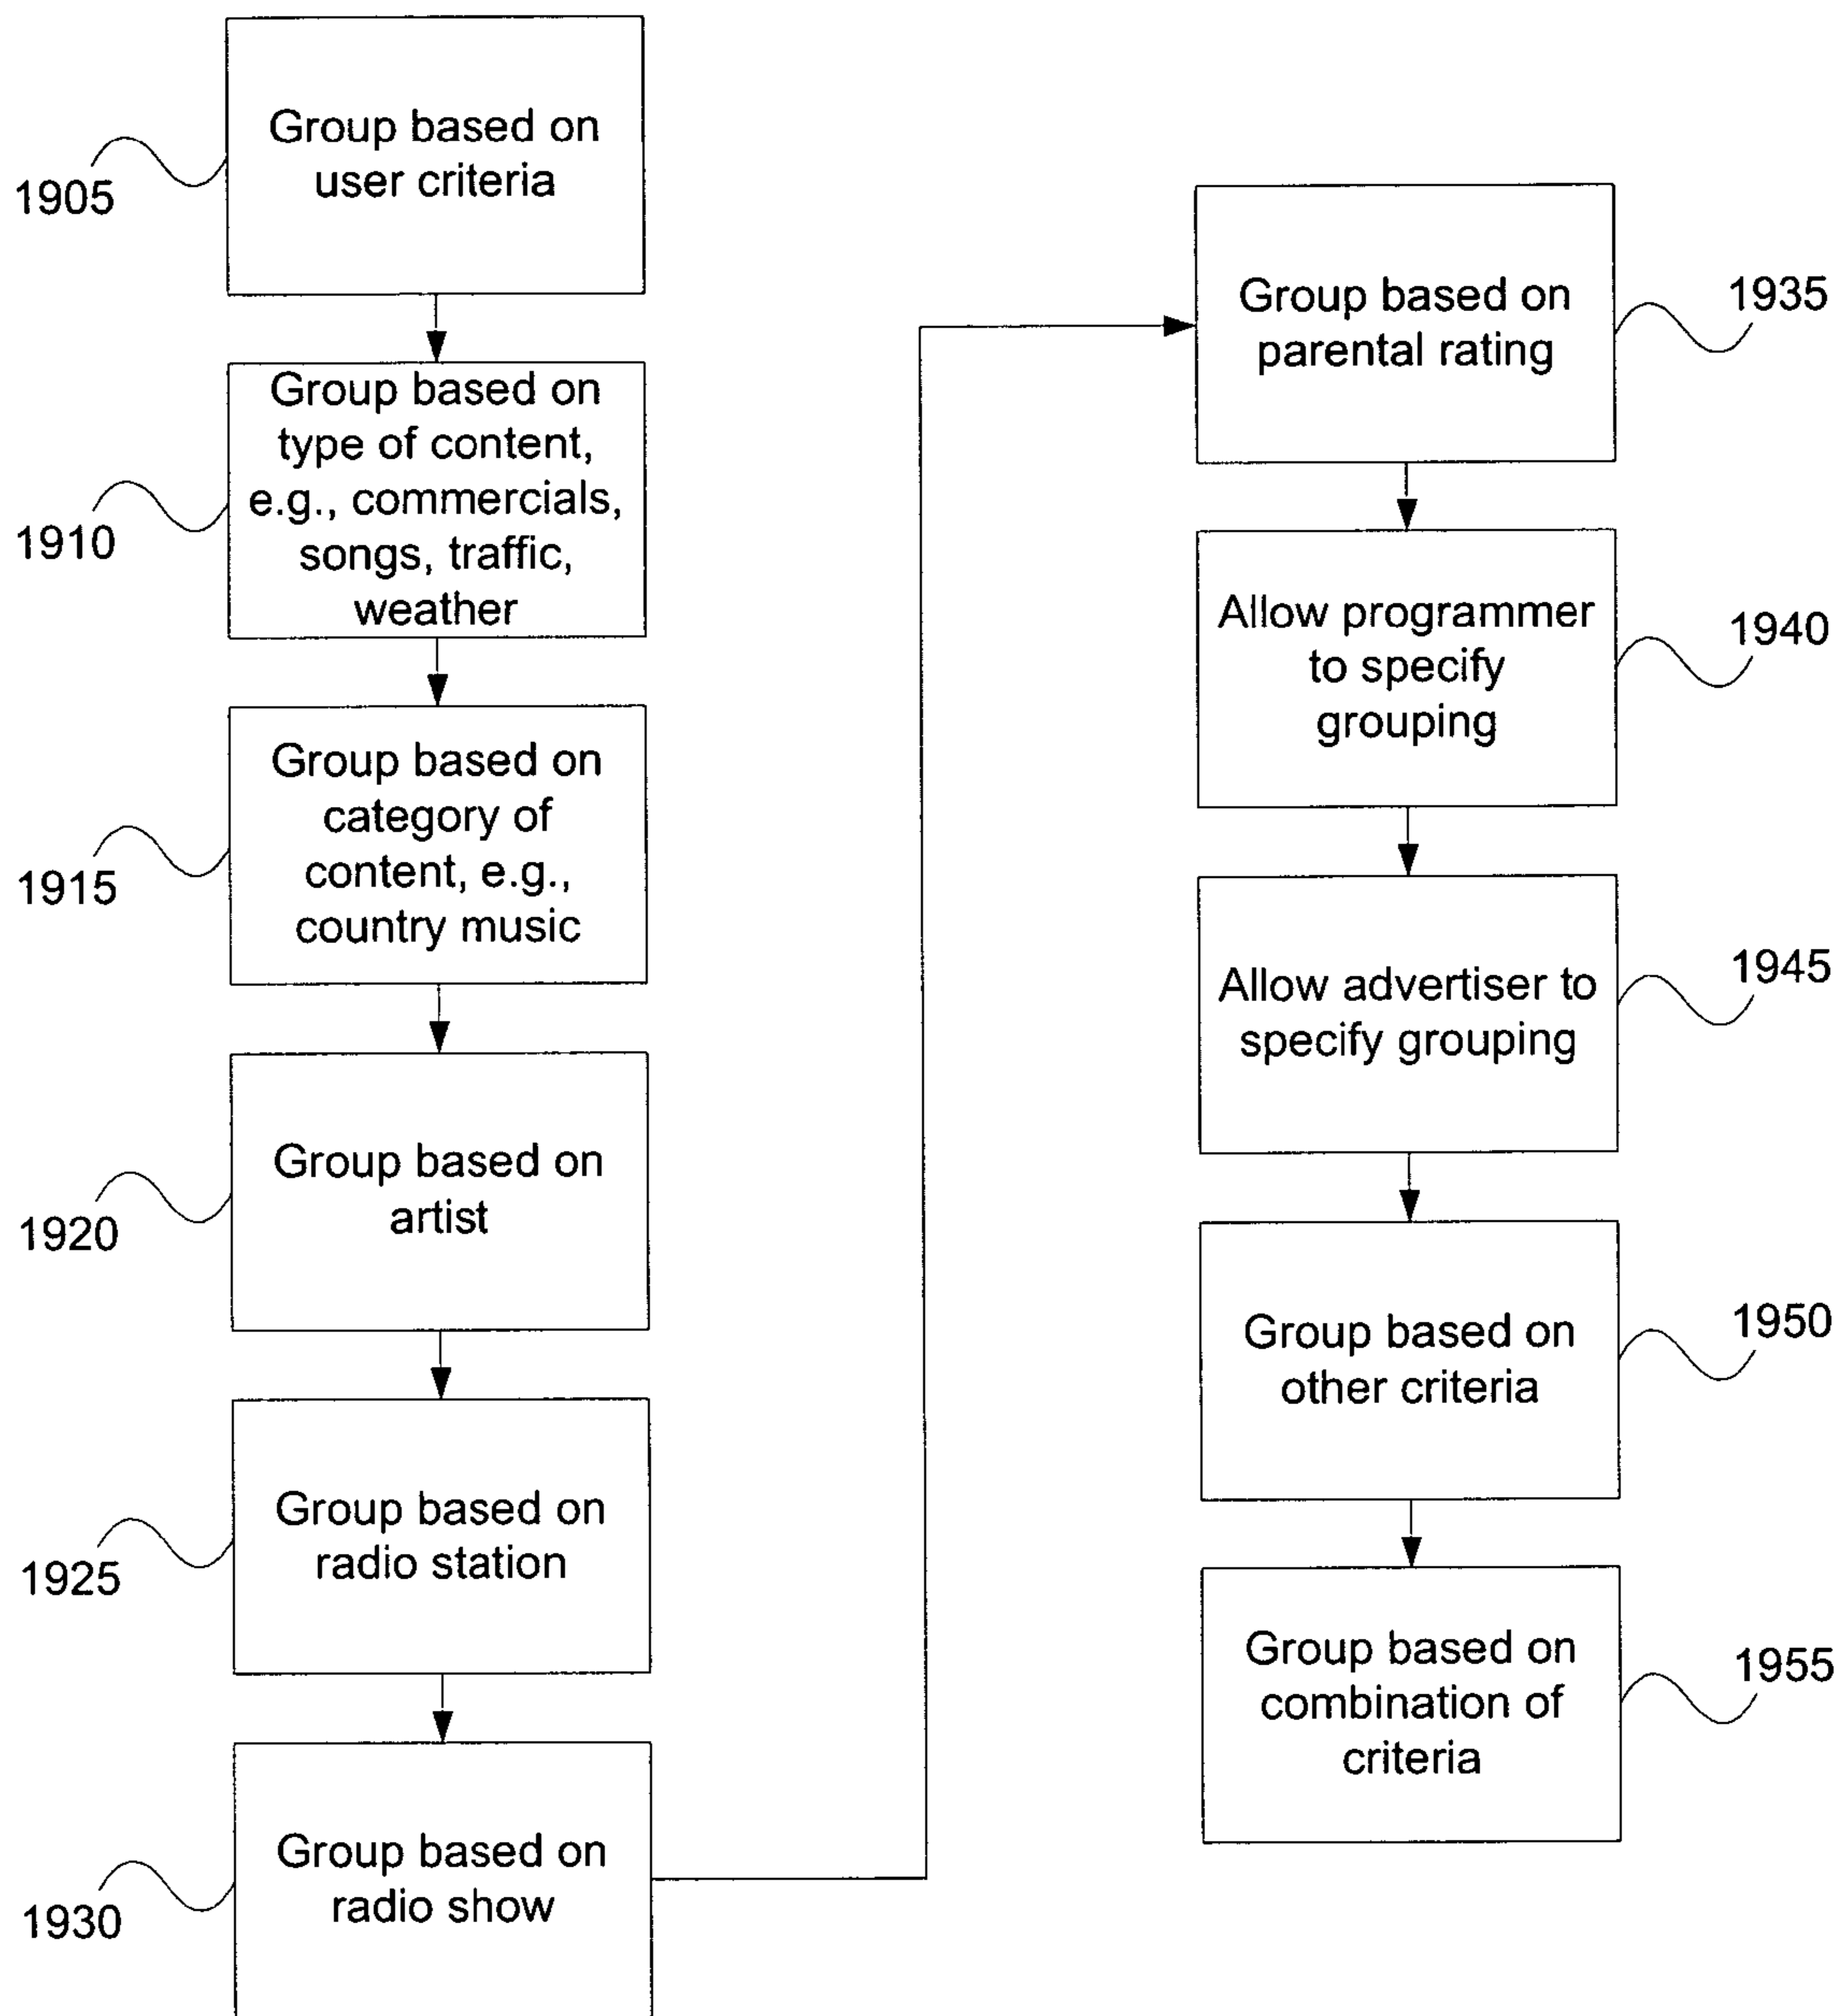 Group based on
user criteria
1905
Group based on
type of content,
e.g., commercials,
songs, traffic,
weather
1910
Group based on
category of
content, e.g.,
country music
1915
Group based on
artist
1920
Group based on
radio station
1925
Group based on
radio show
1930
Group based on
parental rating
1935
Allow programmer
to specify
grouping
1940
Allow advertiser to
specify grouping
1945
Group based on
other criteria
1950
Group based on
combination of
criteria
1955